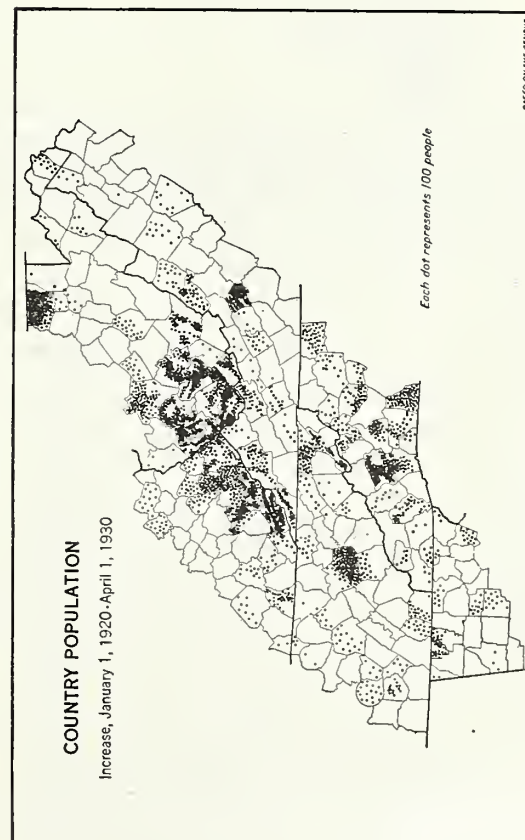 COUNTRY POPULATION
Increase, January 1, 1920-April 1, 1930
Each dot represents 100 people